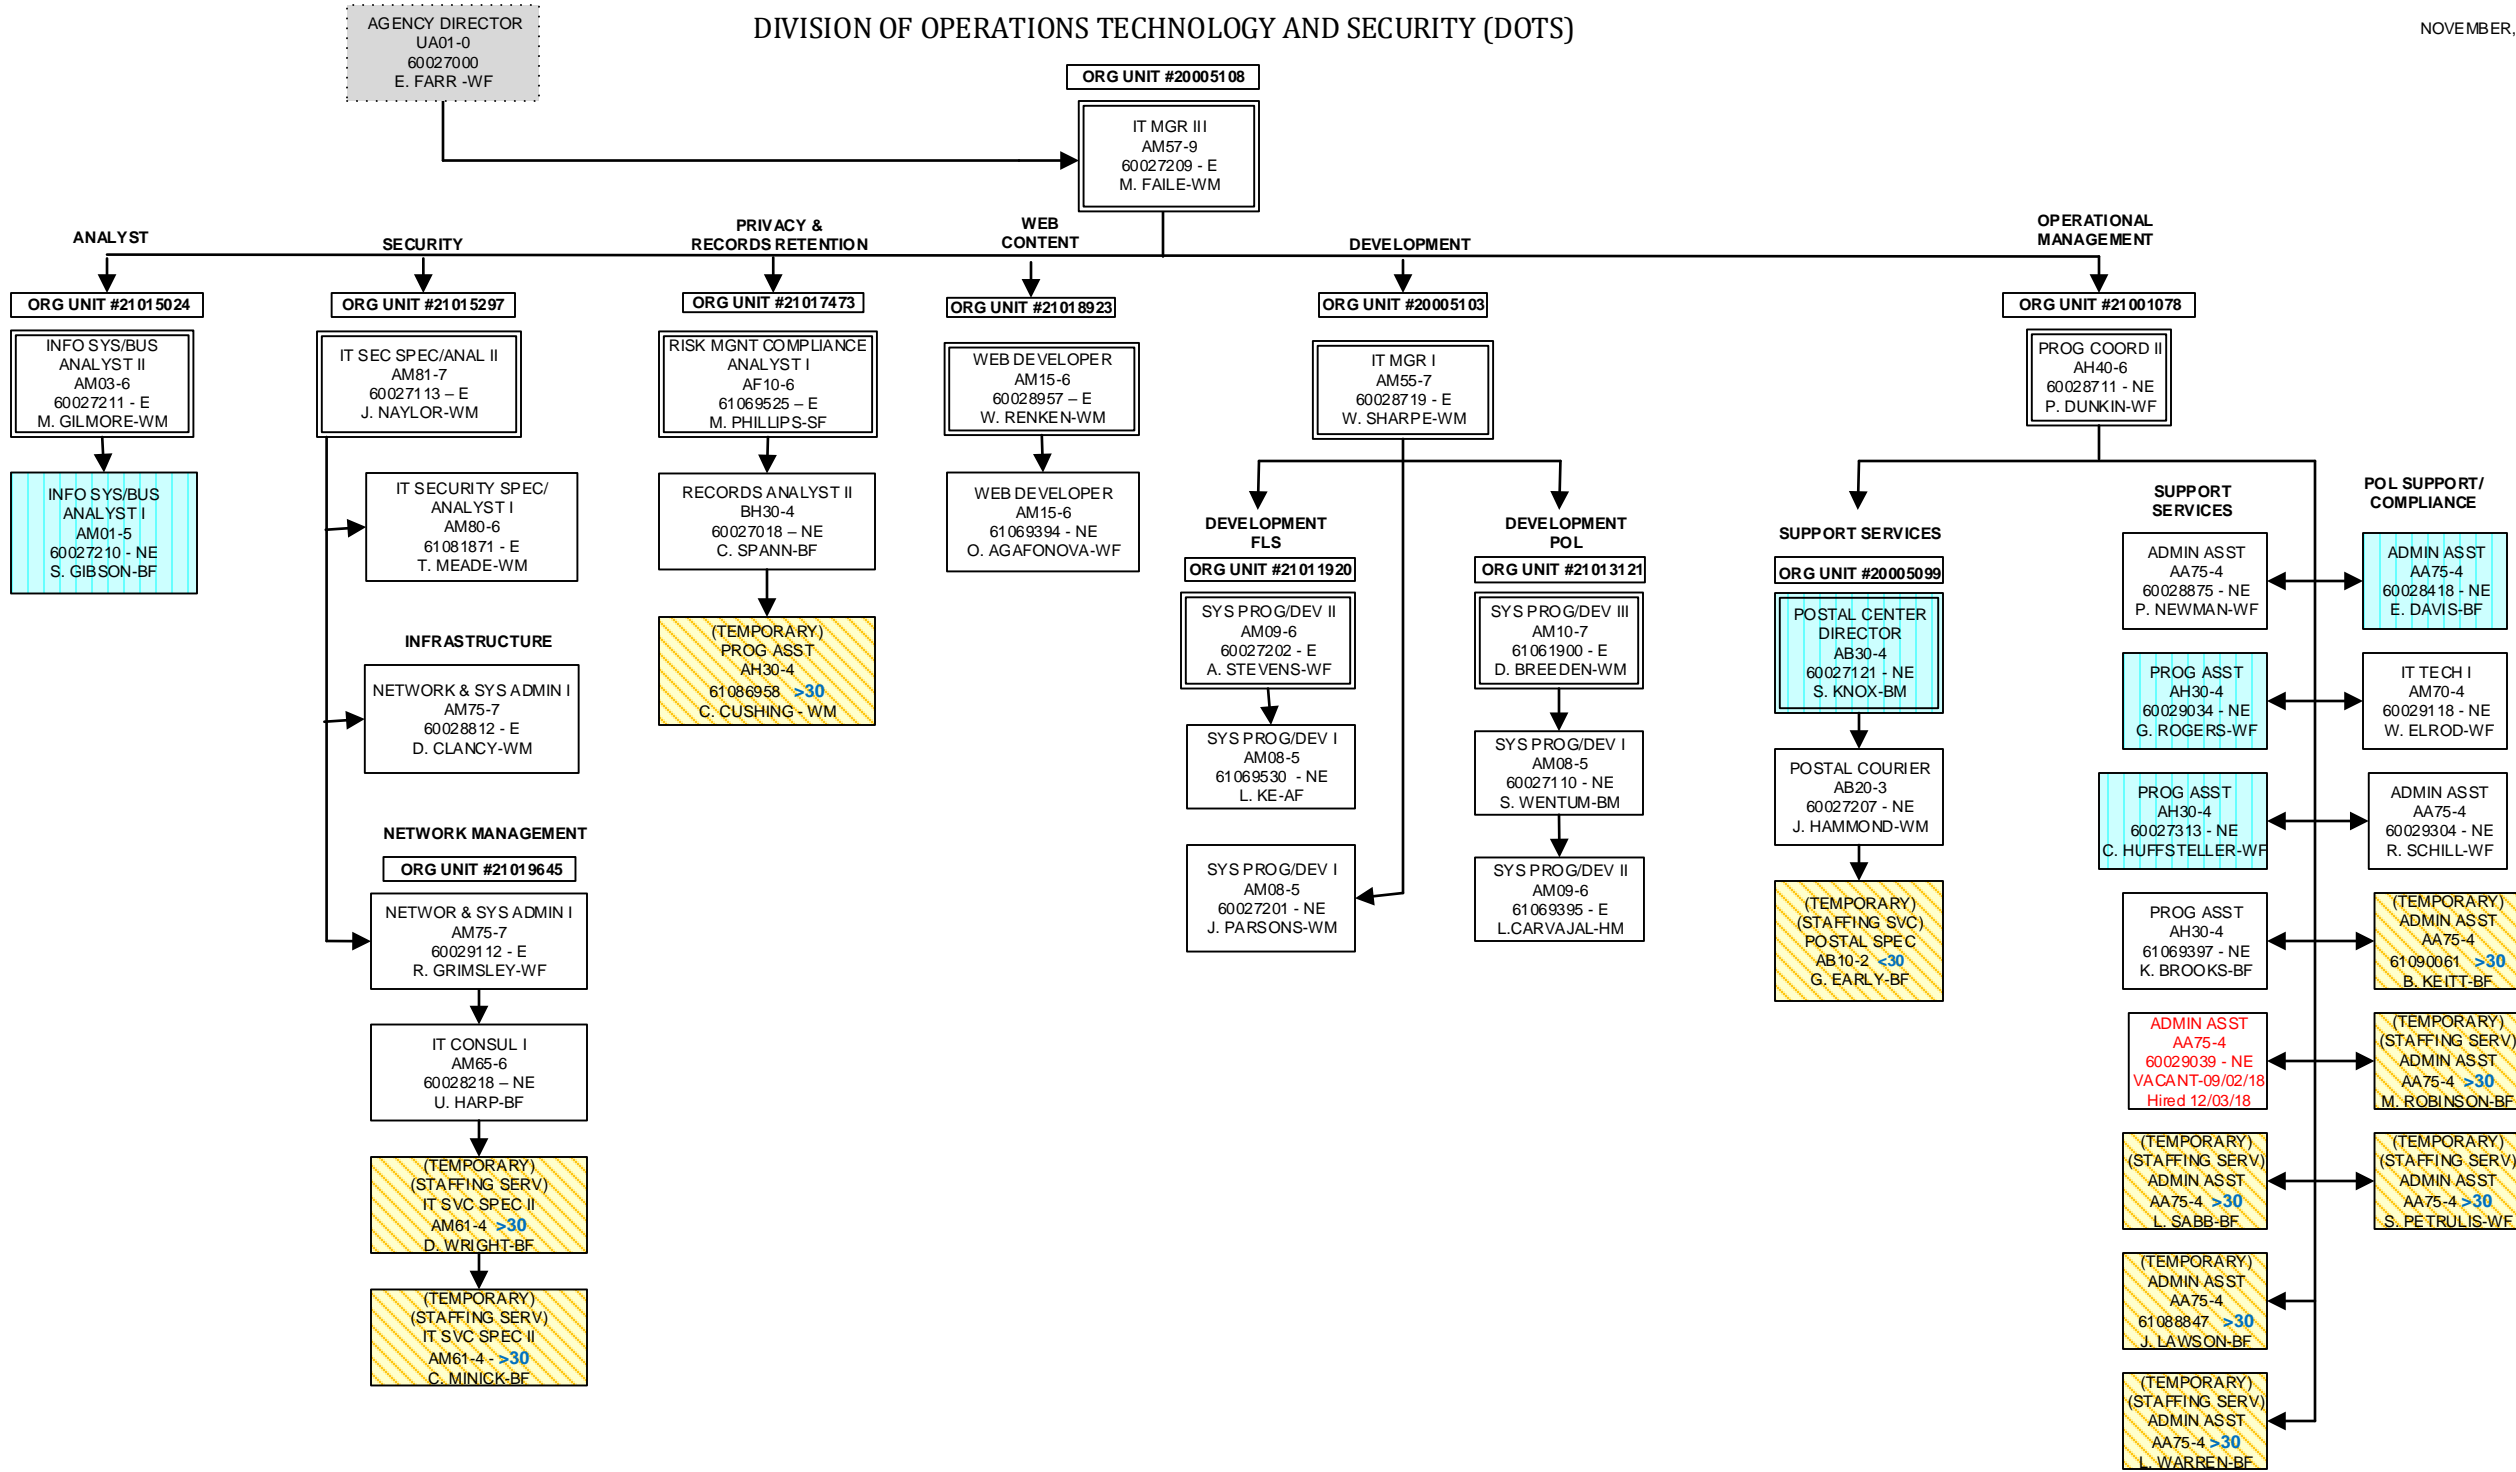 AGENCY DIRECTOR
UA01-0
60027000
E. FARR -WF
DIVISION OF OPERATIONS TECHNOLOGY AND SECURITY (DOTS)
NOVEMBER,
ORG UNIT #20005108
IT MGR III
AM57-9
60027209 - E
M. FAILE-WM
ANALYST
ORG UNIT #21015024
INFO SYS/BUS
ANALYST II
AM03-6
60027211 - E
M. GILMORE-WM
INFO SYS/BUS
ANALYST I
AM01-5
60027210 - NE
S. GIBSON-BF
SECURITY
ORG UNIT #21015297
IT SEC SPEC/ANAL II
AM81-7
60027113 – E
J. NAYLOR-WM
IT SECURITY SPEC/
ANALYST I
AM80-6
61081871 - E
T. MEADE-WM
INFRASTRUCTURE
NETWORK & SYS ADMIN I
AM75-7
60028812 - E
D. CLANCY-WM
NETWORK MANAGEMENT
ORG UNIT #21019645
NETWOR & SYS ADMIN I
AM75-7
60029112 - E
R. GRIMSLEY-WF
IT CONSUL I
AM65-6
60028218 – NE
U. HARP-BF
(TEMPORARY)
(STAFFING SERV)
IT SVC SPEC II
AM61-4 >30
D. WRIGHT-BF
(TEMPORARY)
(STAFFING SERV)
IT SVC SPEC II
AM61-4 - >30
C. MINICK-BF
PRIVACY &
RECORDS RETENTION
ORG UNIT #21017473
RISK MGNT COMPLIANCE
ANALYST I
AF10-6
61069525 – E
M. PHILLIPS-SF
RECORDS ANALYST II
BH30-4
60027018 – NE
C. SPANN-BF
(TEMPORARY)
PROG ASST
AH30-4
61086958 >30
C. CUSHING - WM
WEB
CONTENT
ORG UNIT #21018923
WEB DEVELOPER
AM15-6
60028957 – E
W. RENKEN-WM
WEB DEVELOPER
AM15-6
61069394 - NE
O. AGAFONOVA-WF
DEVELOPMENT
ORG UNIT #20005103
IT MGR I
AM55-7
60028719 - E
W. SHARPE-WM
DEVELOPMENT
FLS
ORG UNIT #21011920
SYS PROG/DEV II
AM09-6
60027202 - E
A. STEVENS-WF
SYS PROG/DEV I
AM08-5
61069530 - NE
L. KE-AF
SYS PROG/DEV I
AM08-5
60027201 - NE
J. PARSONS-WM
DEVELOPMENT
POL
ORG UNIT #21013121
SYS PROG/DEV III
AM10-7
61061900 - E
D. BREEDEN-WM
SYS PROG/DEV I
AM08-5
60027110 - NE
S. WENTUM-BM
SYS PROG/DEV II
AM09-6
61069395 - E
L.CARVAJAL-HM
OPERATIONAL
MANAGEMENT
ORG UNIT #21001078
PROG COORD II
AH40-6
60028711 - NE
P. DUNKIN-WF
SUPPORT SERVICES
ORG UNIT #20005099
POSTAL CENTER
DIRECTOR
AB30-4
60027121 - NE
S. KNOX-BM
POSTAL COURIER
AB20-3
60027207 - NE
J. HAMMOND-WM
(TEMPORARY)
(STAFFING SVC)
POSTAL SPEC
AB10-2 <30
G. EARLY-BF
SUPPORT
SERVICES
ADMIN ASST
AA75-4
60028875 - NE
P. NEWMAN-WF
PROG ASST
AH30-4
60029034 - NE
G. ROGERS-WF
PROG ASST
AH30-4
60027313 - NE
C. HUFFSTELLER-WF
PROG ASST
AH30-4
61069397 - NE
K. BROOKS-BF
ADMIN ASST
AA75-4
60029039 - NE
VACANT-09/02/18
Hired 12/03/18
(TEMPORARY)
(STAFFING SERV)
ADMIN ASST
AA75-4 >30
L. SABB-BF
(TEMPORARY)
ADMIN ASST
AA75-4
61088847 >30
J. LAWSON-BF
(TEMPORARY)
(STAFFING SERV)
ADMIN ASST
AA75-4 >30
L. WARREN-BF
POL SUPPORT/
COMPLIANCE
ADMIN ASST
AA75-4
60028418 - NE
E. DAVIS-BF
IT TECH I
AM70-4
60029118 - NE
W. ELROD-WF
ADMIN ASST
AA75-4
60029304 - NE
R. SCHILL-WF
(TEMPORARY)
ADMIN ASST
AA75-4
61090061 >30
B. KEITT-BF
(TEMPORARY)
(STAFFING SERV)
ADMIN ASST
AA75-4 >30
M. ROBINSON-BF
(TEMPORARY)
(STAFFING SERV)
ADMIN ASST
AA75-4 >30
S. PETRULIS-WF